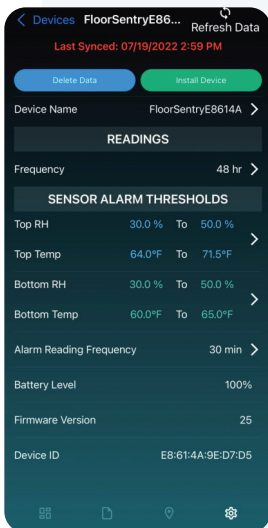 Devices FloorSentryE86... Refresh Data
Last Synced: 07/19/2022 2:59 PM
Delete Data Install Device
Device Name FloorSentryE8614A
READINGS
Frequency 48 hr
SENSOR ALARM THRESHOLDS
Top RH 30.0 % To 50.0 %
Top Temp 64.0°F To 71.5°F
Bottom RH 30.0 % To 50.0 %
Bottom Temp 60.0°F To 65.0°F
Alarm Reading Frequency 30 min
Battery Level 100%
Firmware Version 25
Device ID E8:61:4A:9E:D7:D5